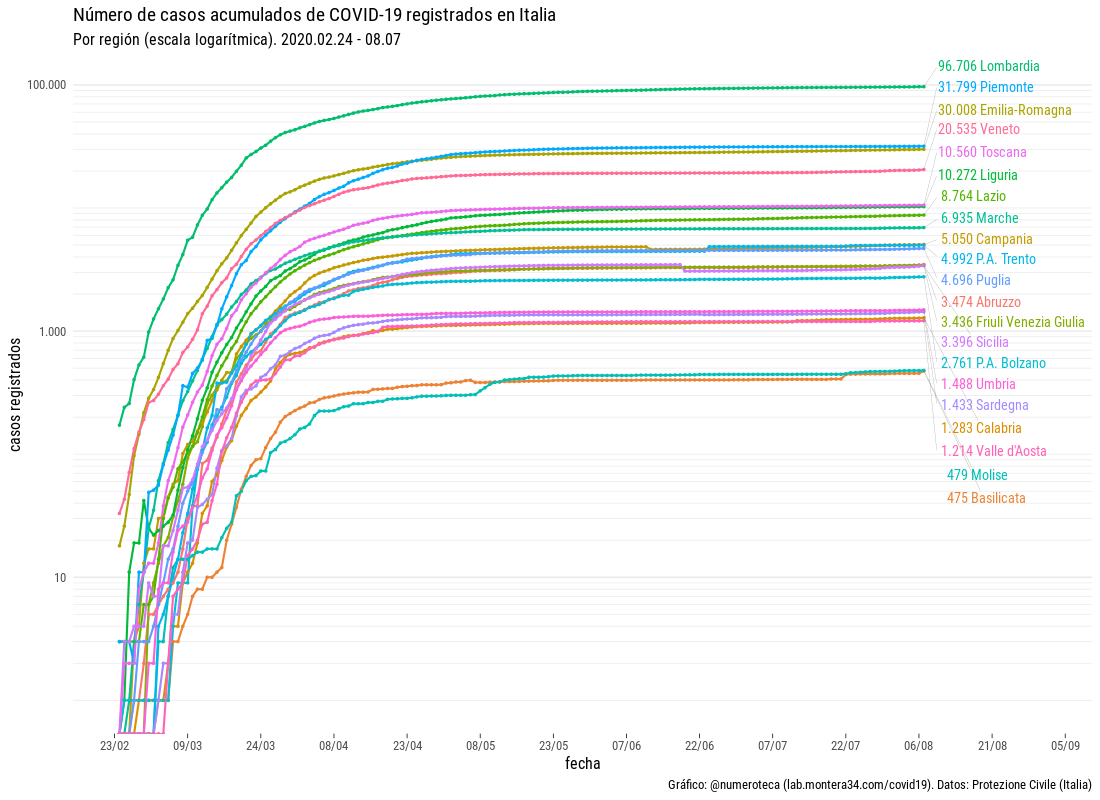 Número de casos acumulados de COVID-19 registrados en Italia
Por región (escala logarítmica). 2020.02.24 - 08.07
96.706 Lombardia
31.799 Piemonte
30.008 Emilia-Romagna
20.535 Veneto
10.560 Toscana
10.272 Liguria
8.764 Lazio
6.935 Marche
5.050 Campania
4.992 P.A. Trento
4.696 Puglia
3.474 Abruzzo
3.436 Friuli Venezia Giulia
3.396 Sicilia
2.761 P.A. Bolzano
1.488 Umbria
1.433 Sardegna
1.283 Calabria
1.214 Valle d'Aosta
479 Molise
475 Basilicata
100.000
1.000
10
casos registrados
23/02
09/03
24/03
08/04
23/04
08/05
23/05
07/06
22/06
07/07
22/07
06/08
21/08
05/09
fecha
Gráfico: @numeroteca (lab.montera34.com/covid19). Datos: Protezione Civile (Italia)